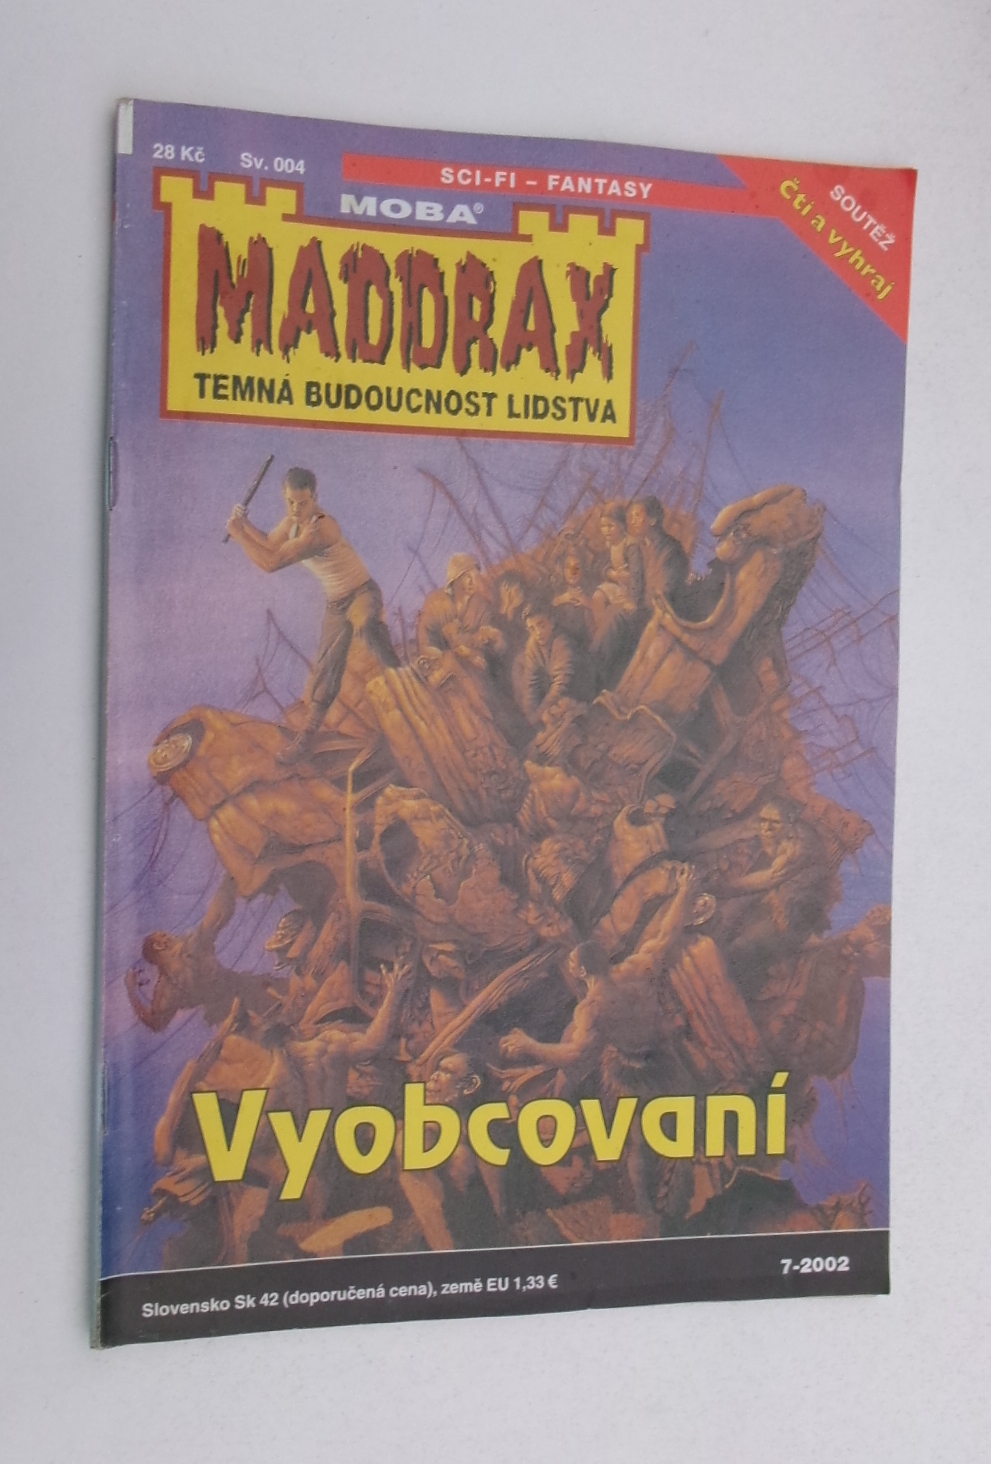 28 Kč Sv. 004
SCI-FI – FANTASY
SOUTĚŽ
Čti a vyhraj
MOBA®
MADDRAX
TEMNÁ BUDOUCNOST LIDSTVA
Vyobcovaní
7-2002
Slovensko Sk 42 (doporučená cena), země EU 1,33 €